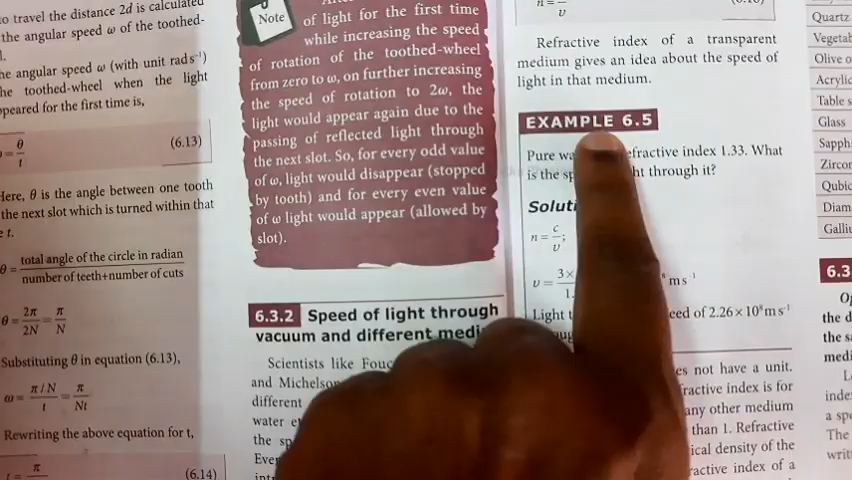 to travel the distance 2d is calculated
the angular speed ω of the toothed-
he angular speed ω (with unit rad s⁻¹)
the toothed-wheel when the light
ppeared for the first time is,
= θ/t (6.13)
Here, θ is the angle between one tooth
the next slot which is turned within that
t.
θ = total angle of the circle in radian / number of teeth+number of cuts
θ = 2π/2N = π/N
Substituting θ in equation (6.13),
ω = π/N / t = π/Nt
Rewriting the above equation for t,
π
(6.14)
Note
of light for the first time
while increasing the speed
of rotation of the toothed-wheel
from zero to ω, on further increasing
the speed of rotation to 2ω, the
light would appear again due to the
passing of reflected light through
the next slot. So, for every odd value
of ω, light would disappear (stopped
by tooth) and for every even value
of ω light would appear (allowed by
slot).
6.3.2 Speed of light through
vacuum and different medi
Scientists like Fouc
and Michelson
different
water
the sp
Ever
n = υ
Refractive index of a transparent
medium gives an idea about the speed of
light in that medium.
EXAMPLE 6.5
Pure wa efractive index 1.33. What
is the sp ht through it?
Soluti
n = c/υ;
υ = 3× / 1. ⁸ m s⁻¹
Light t eed of 2.26 × 10⁸ m s⁻¹
es not have a unit.
fractive index is for
any other medium
than 1. Refractive
ical density of the
ractive index of a
Quartz
Vegetab
Olive o
Acrylic
Table s
Glass
Sapph
Zircon
Qubic
Diam
Galliu
6.3
Op
the d
the s
medi
inde
a spe
The
writ